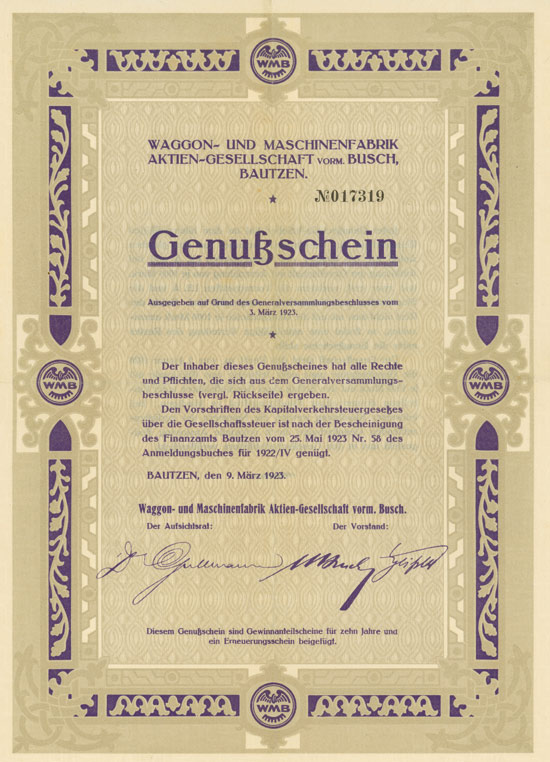 WMB
WAGGON- UND MASCHINENFABRIK
AKTIEN-GESELLSCHAFT VORM. BUSCH,
BAUTZEN.
№017319
Genußschein
Ausgegeben auf Grund des Generalversammlungsbeschlusses vom
3. März 1923.
Der Inhaber dieses Genußscheines hat alle Rechte
und Pflichten, die sich aus dem Generalversammlungs-
beschlusse (vergl. Rückseite) ergeben.
Den Vorschriften des Kapitalverkehrsteuergesetzes
über die Gesellschaftssteuer ist nach der Bescheinigung
des Finanzamts Bautzen vom 25. Mai 1923 Nr. 58 des
Anmeldungsbuches für 1922/IV genügt.
WMB
WMB
BAUTZEN, den 9. März 1923.
Waggon- und Maschinenfabrik Aktien-Gesellschaft vorm. Busch.
Der Aufsichtsrat: Der Vorstand:
Diesem Genußschein sind Gewinnanteilscheine für zehn Jahre und
ein Erneuerungsschein beigefügt.
WMB